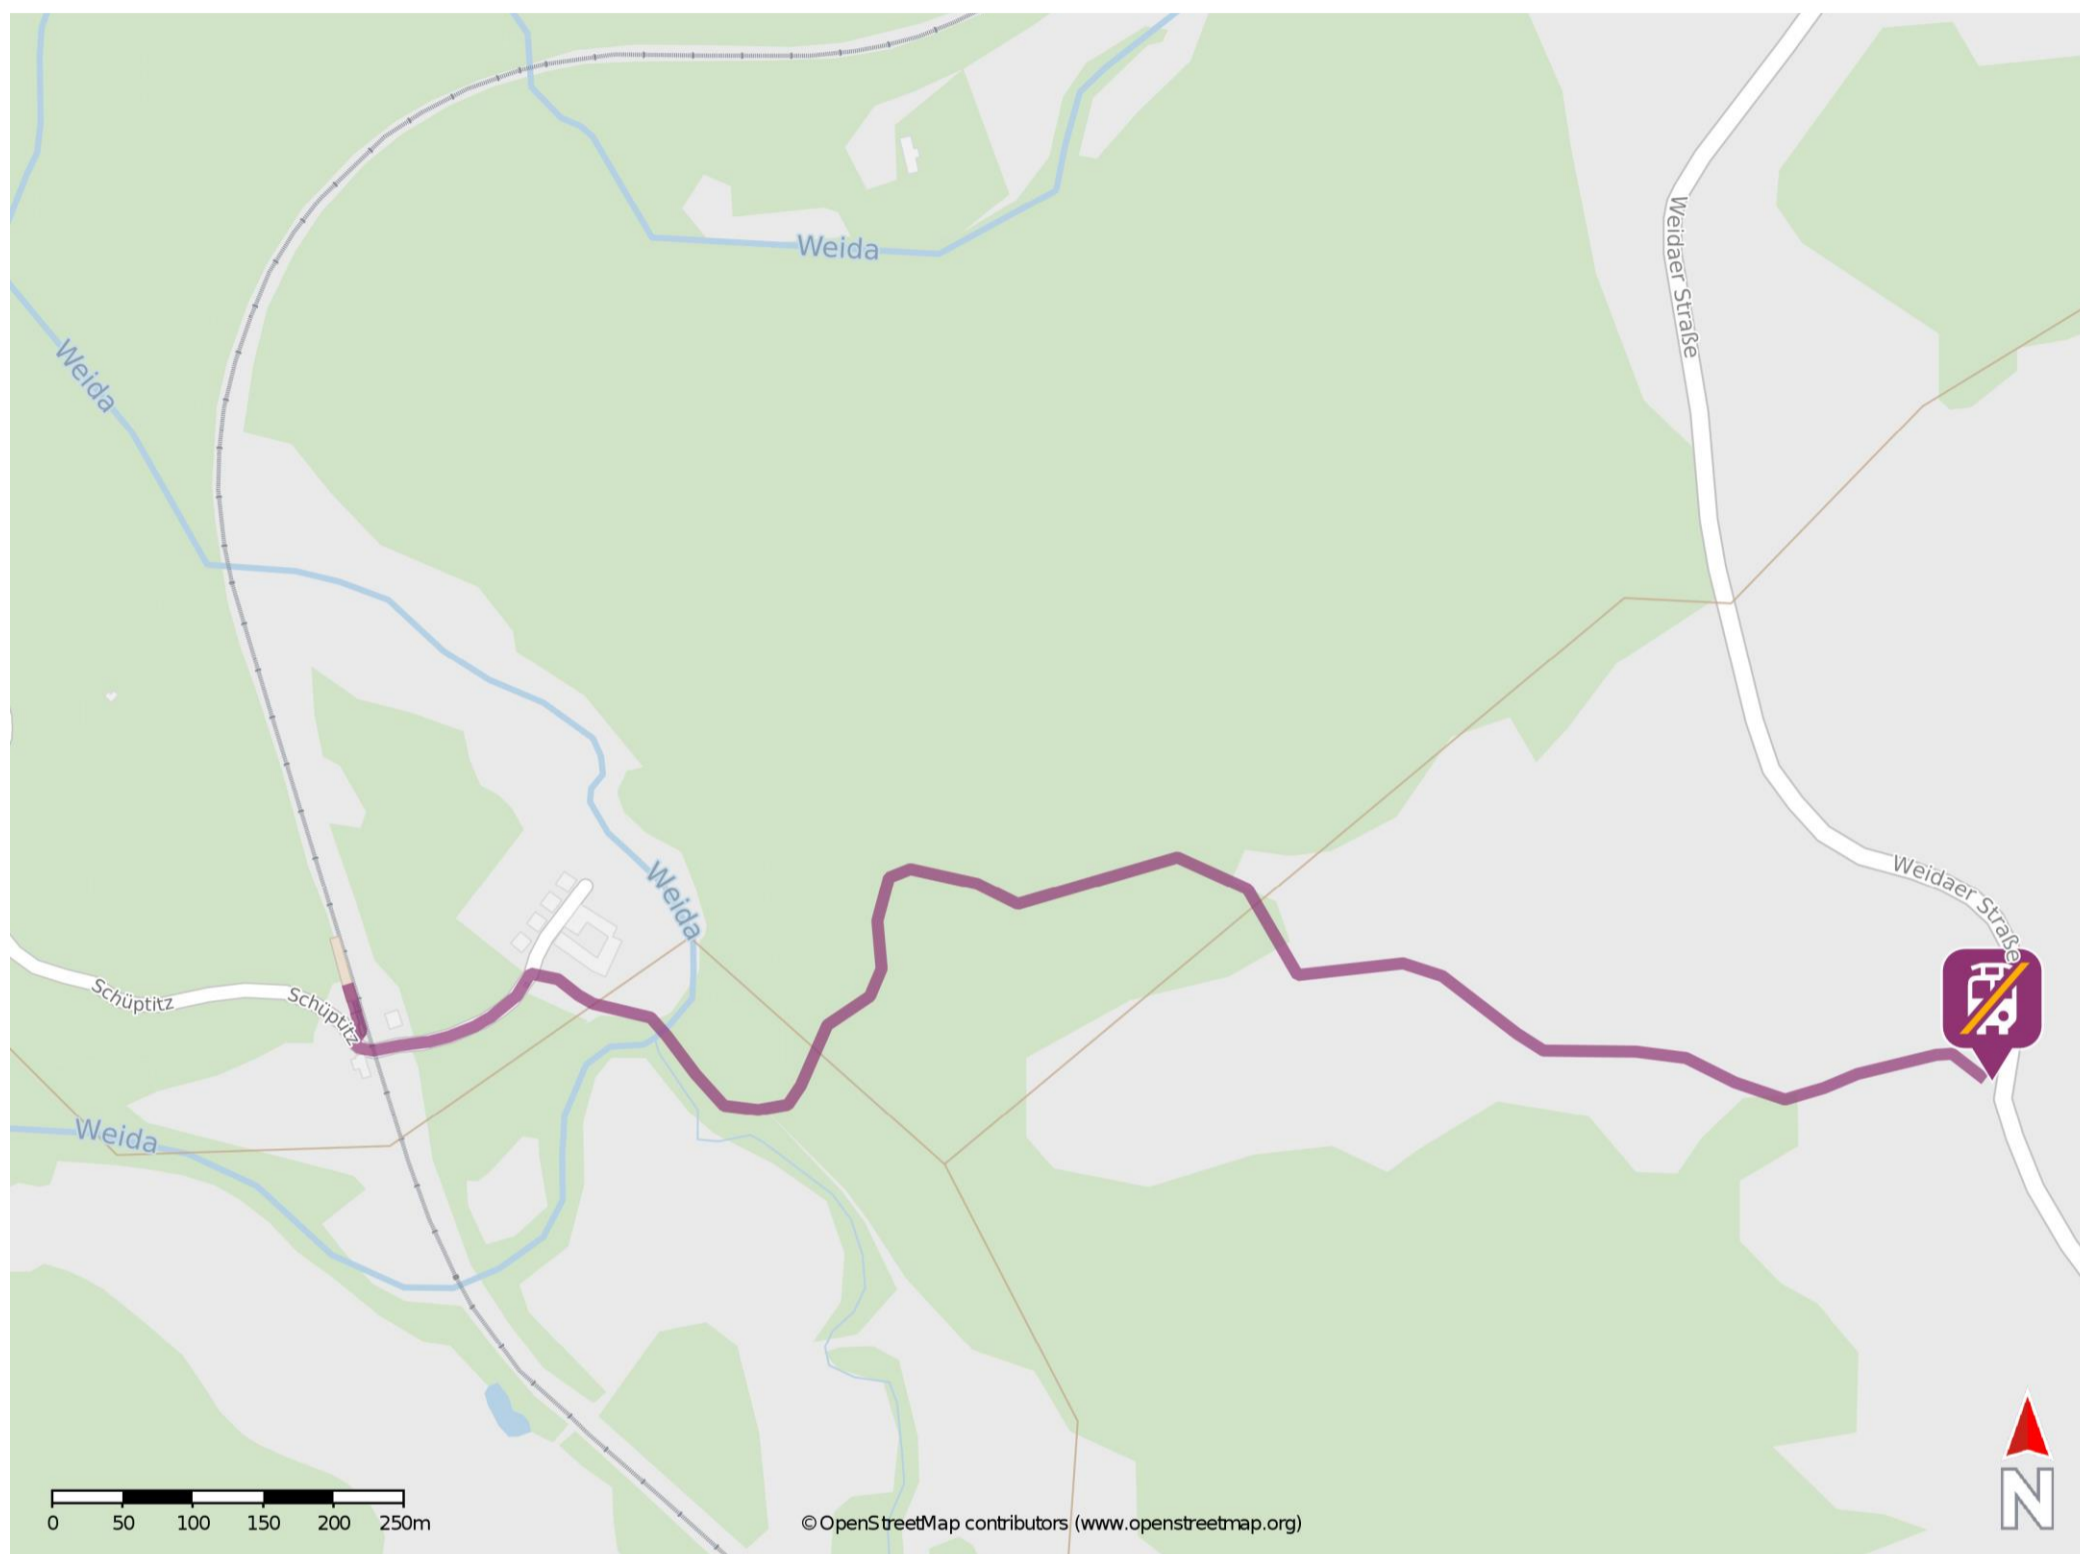 Weida
Weidaer Straße
Weida
Weida
Weidaer Straße
Schüptitz
Schüptitz
Weida
0 50 100 150 200 250m
© OpenStreetMap contributors (www.openstreetmap.org)
N